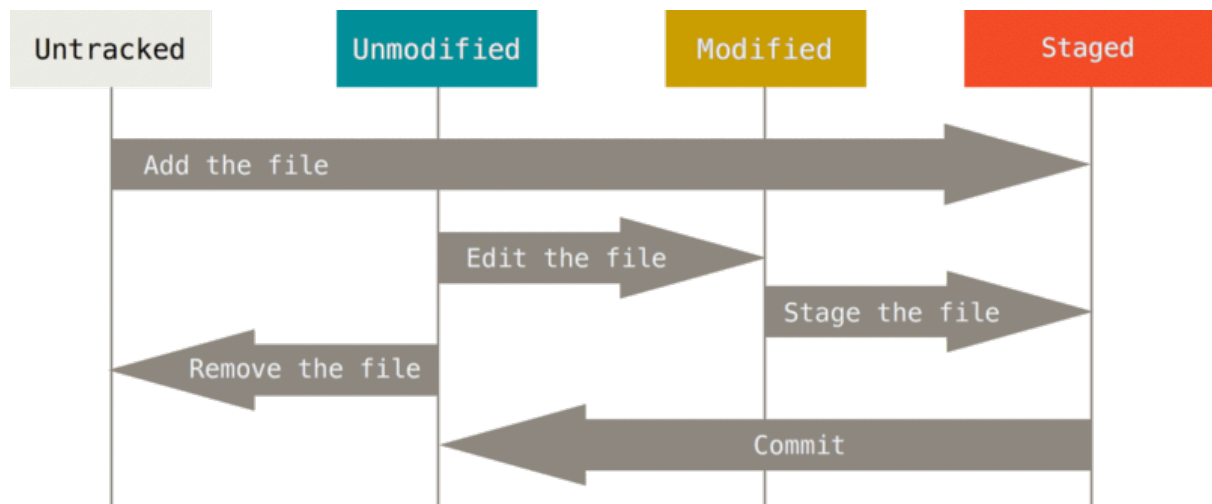 Untracked
Unmodified
Modified
Staged
Add the file
Edit the file
Stage the file
Remove the file
Commit